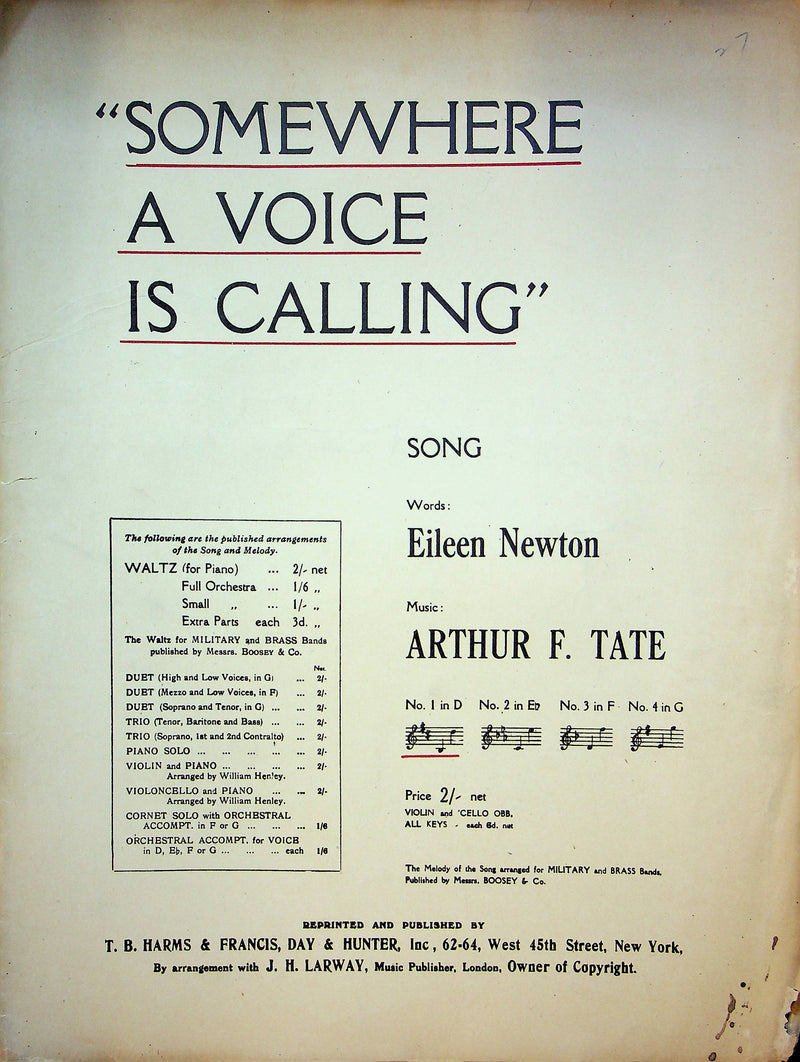 27
“SOMEWHERE
A VOICE
IS CALLING”
SONG
Words:
Eileen Newton
Music:
ARTHUR F. TATE
No. 1 in D No. 2 in E♭ No. 3 in F No. 4 in G
Price 2/- net
VIOLIN and 'CELLO OBB.
ALL KEYS - each 6d. net
The Melody of the Song arranged for MILITARY and BRASS Bands,
Published by Messrs. BOOSEY & Co.
The following are the published arrangements
of the Song and Melody.
WALTZ (for Piano) ... 2/- net
Full Orchestra ... 1/6 „
Small „ ... 1/- „
Extra Parts each 3d. „
The Waltz for MILITARY and BRASS Bands
published by Messrs. BOOSEY & Co.
Net.
DUET (High and Low Voices, in G) ... 2/-
DUET (Mezzo and Low Voices, in F) ... 2/-
DUET (Soprano and Tenor, in G) ... ... 2/-
TRIO (Tenor, Baritone and Bass) ... ... 2/-
TRIO (Soprano, 1st and 2nd Contralto) ... 2/-
PIANO SOLO ... ... ... ... ... 2/-
VIOLIN and PIANO ... ... ... ... 2/-
Arranged by William Henley.
VIOLONCELLO and PIANO ... ... 2/-
Arranged by William Henley.
CORNET SOLO with ORCHESTRAL
ACCOMPT. in F or G ... ... ... 1/6
ORCHESTRAL ACCOMPT. for VOICE
in D, E♭, F or G ... ... ... each 1/6
REPRINTED AND PUBLISHED BY
T. B. HARMS & FRANCIS, DAY & HUNTER, Inc, 62-64, West 45th Street, New York,
By arrangement with J. H. LARWAY, Music Publisher, London, Owner of Copyright.